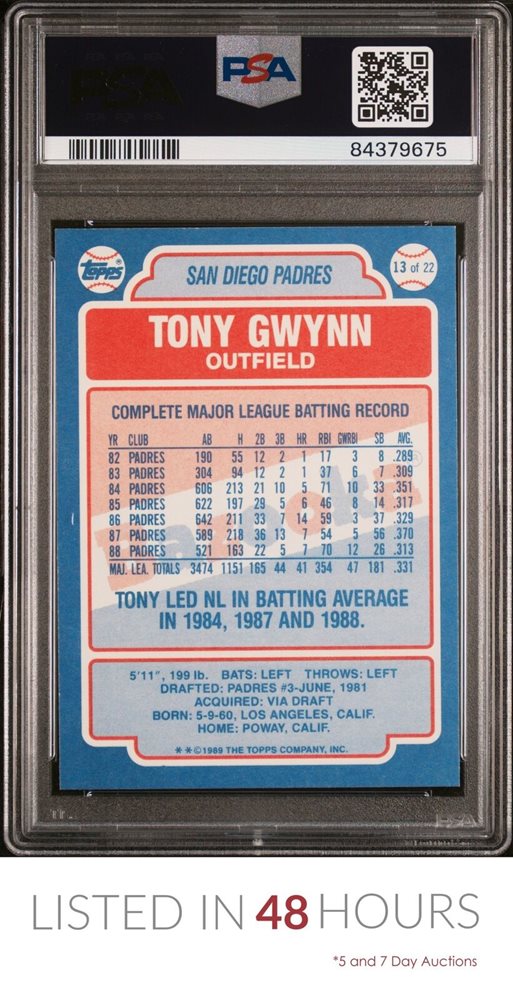 PSA
84379675
Topps®
SAN DIEGO PADRES
13 of 22
TONY GWYNN
OUTFIELD
COMPLETE MAJOR LEAGUE BATTING RECORD
YR CLUB AB H 2B 3B HR RBI GWRBI SB AVG.
82 PADRES 190 55 12 2 1 17 3 8 .289
83 PADRES 304 94 12 2 1 37 6 7 .309
84 PADRES 606 213 21 10 5 71 10 33 .351
85 PADRES 622 197 29 5 6 46 8 14 .317
86 PADRES 642 211 33 7 14 59 3 37 .329
87 PADRES 589 218 36 13 7 54 5 56 .370
88 PADRES 521 163 22 5 7 70 12 26 .313
MAJ. LEA. TOTALS 3474 1151 165 44 41 354 47 181 .331
TONY LED NL IN BATTING AVERAGE
IN 1984, 1987 AND 1988.
5'11", 199 lb. BATS: LEFT THROWS: LEFT
DRAFTED: PADRES #3-JUNE, 1981
ACQUIRED: VIA DRAFT
BORN: 5-9-60, LOS ANGELES, CALIF.
HOME: POWAY, CALIF.
**©1989 THE TOPPS COMPANY, INC.
PSA
LISTED IN 48 HOURS
*5 and 7 Day Auctions